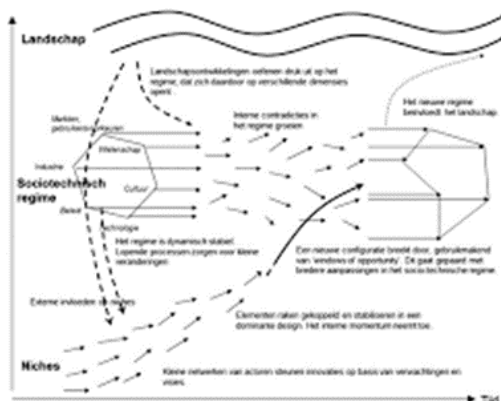 Landschap
Landschapsontwikkelingen oefenen druk uit op het
regime, dat zich daardoor op verschillende dimensies
opent
Interne contradicties in
het regime groeien
Het nieuwe regime
beïnvloedt het landschap
Markten,
Wetenschap
Industrie
Cultuur
Sociotechnisch
regime
Beleid
Technologie
Het regime is dynamisch stabiel.
Lopende processen zorgen voor kleine
veranderingen
Een nieuwe configuratie breekt door, gebruikmakend
van 'windows of opportunity'. Dit gaat gepaard met
bredere aanpassingen in het sociotechnische regime.
Externe invloeden op niches
Elementen raken gekoppeld en stabiliseren in een
dominante design. Het interne momentum neemt toe.
Niches
Kleine netwerken van actoren steunen innovaties op basis van verwachtingen en
visies.
Tijd